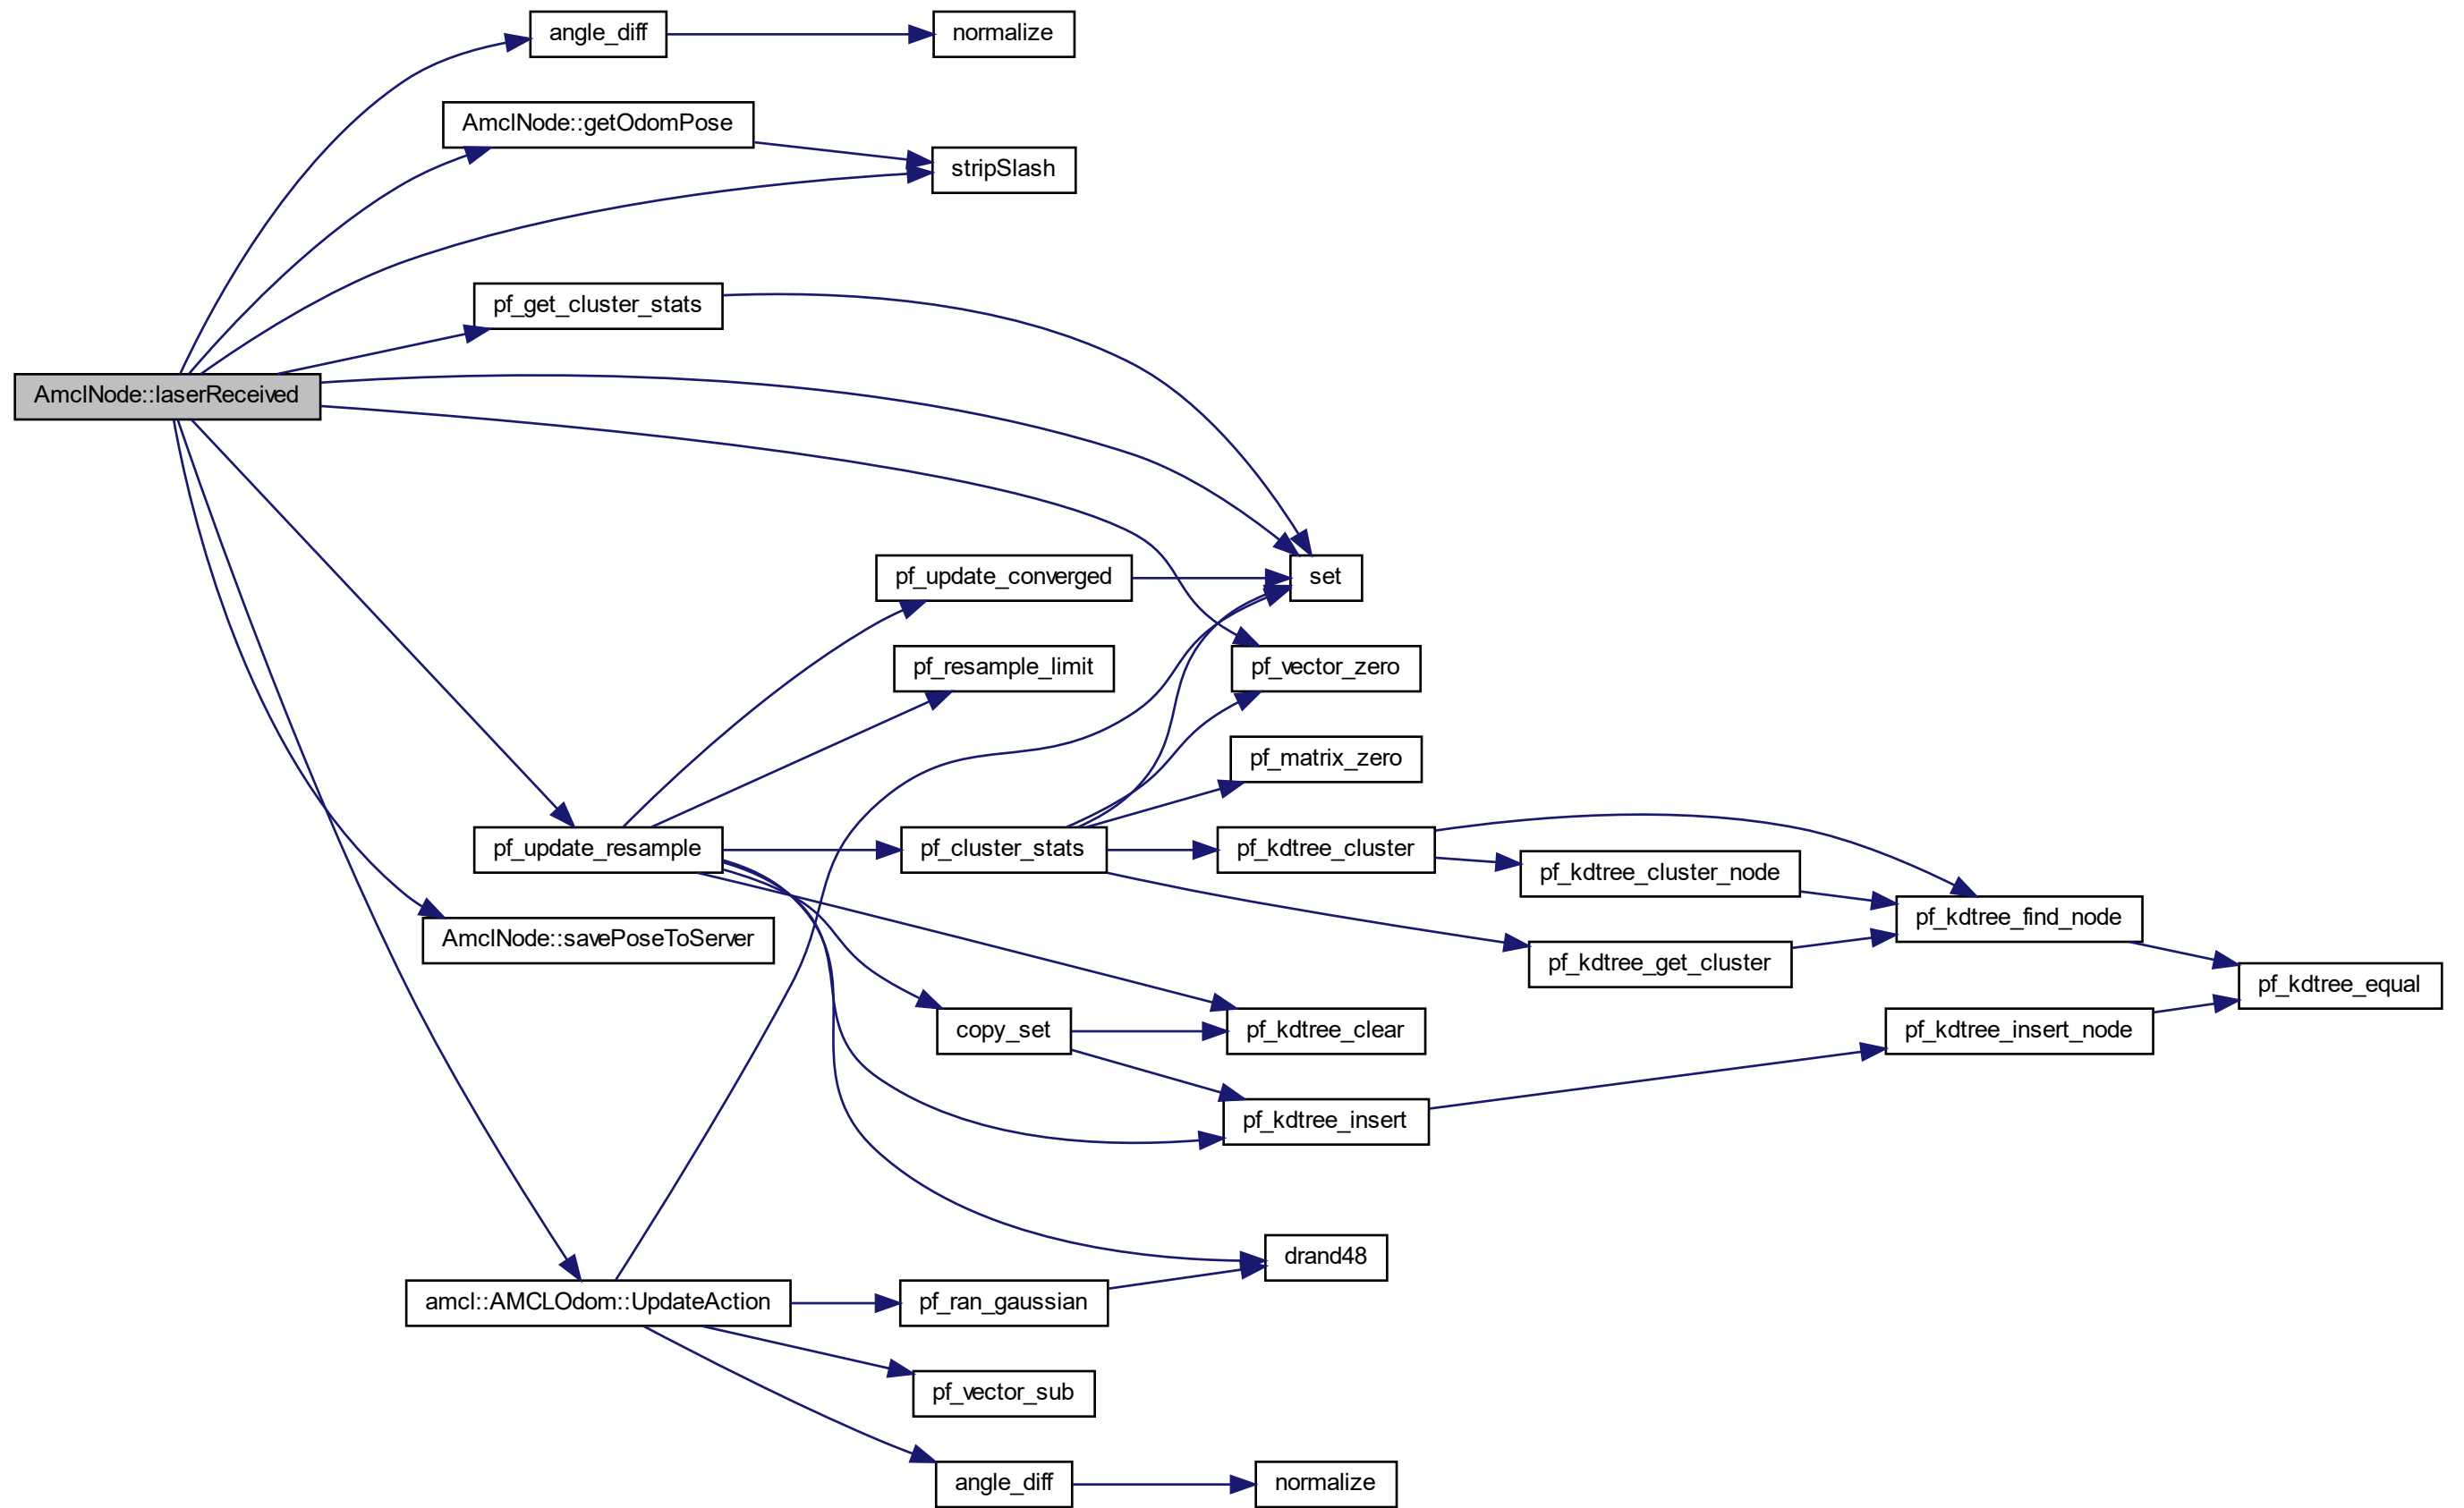 angle_diff
normalize
AmclNode::getOdomPose
stripSlash
pf_get_cluster_stats
AmclNode::laserReceived
pf_update_converged
set
pf_resample_limit
pf_vector_zero
pf_matrix_zero
pf_update_resample
pf_cluster_stats
pf_kdtree_cluster
pf_kdtree_cluster_node
pf_kdtree_find_node
AmclNode::savePoseToServer
pf_kdtree_get_cluster
pf_kdtree_equal
copy_set
pf_kdtree_clear
pf_kdtree_insert_node
pf_kdtree_insert
drand48
amcl::AMCLOdom::UpdateAction
pf_ran_gaussian
pf_vector_sub
angle_diff
normalize